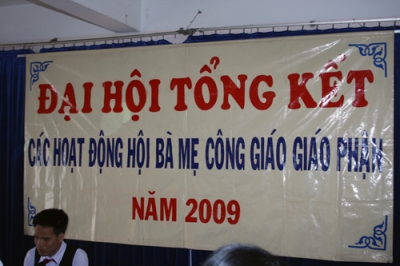 ĐẠI HỘI TỔNG KẾT
CÁC HOẠT ĐỘNG HỘI BÀ MẸ CÔNG GIÁO GIÁO PHẬN
NĂM 2009